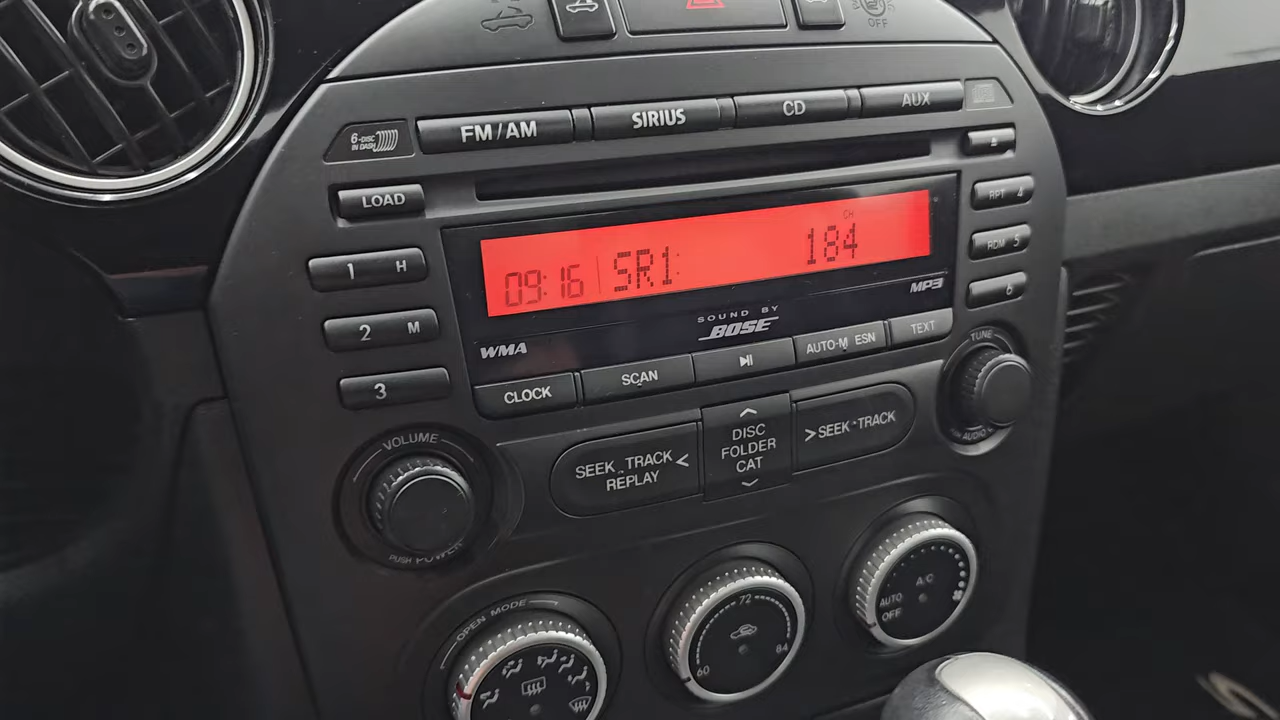 OFF
FM/AM
SIRIUS
CD
AUX
6-DISC
IN DASH
LOAD
RPT 4
1 H
09:16 SR1: CH 184
RDM 5
2 M
6
MP3
SOUND BY
BOSE
WMA
3
CLOCK
SCAN
AUTO-M ESN
TEXT
TUNE
VOLUME
PUSH POWER
SEEK TRACK
REPLAY
DISC
FOLDER
CAT
SEEK TRACK
OPEN MODE
60
72
84
A/C
AUTO
OFF